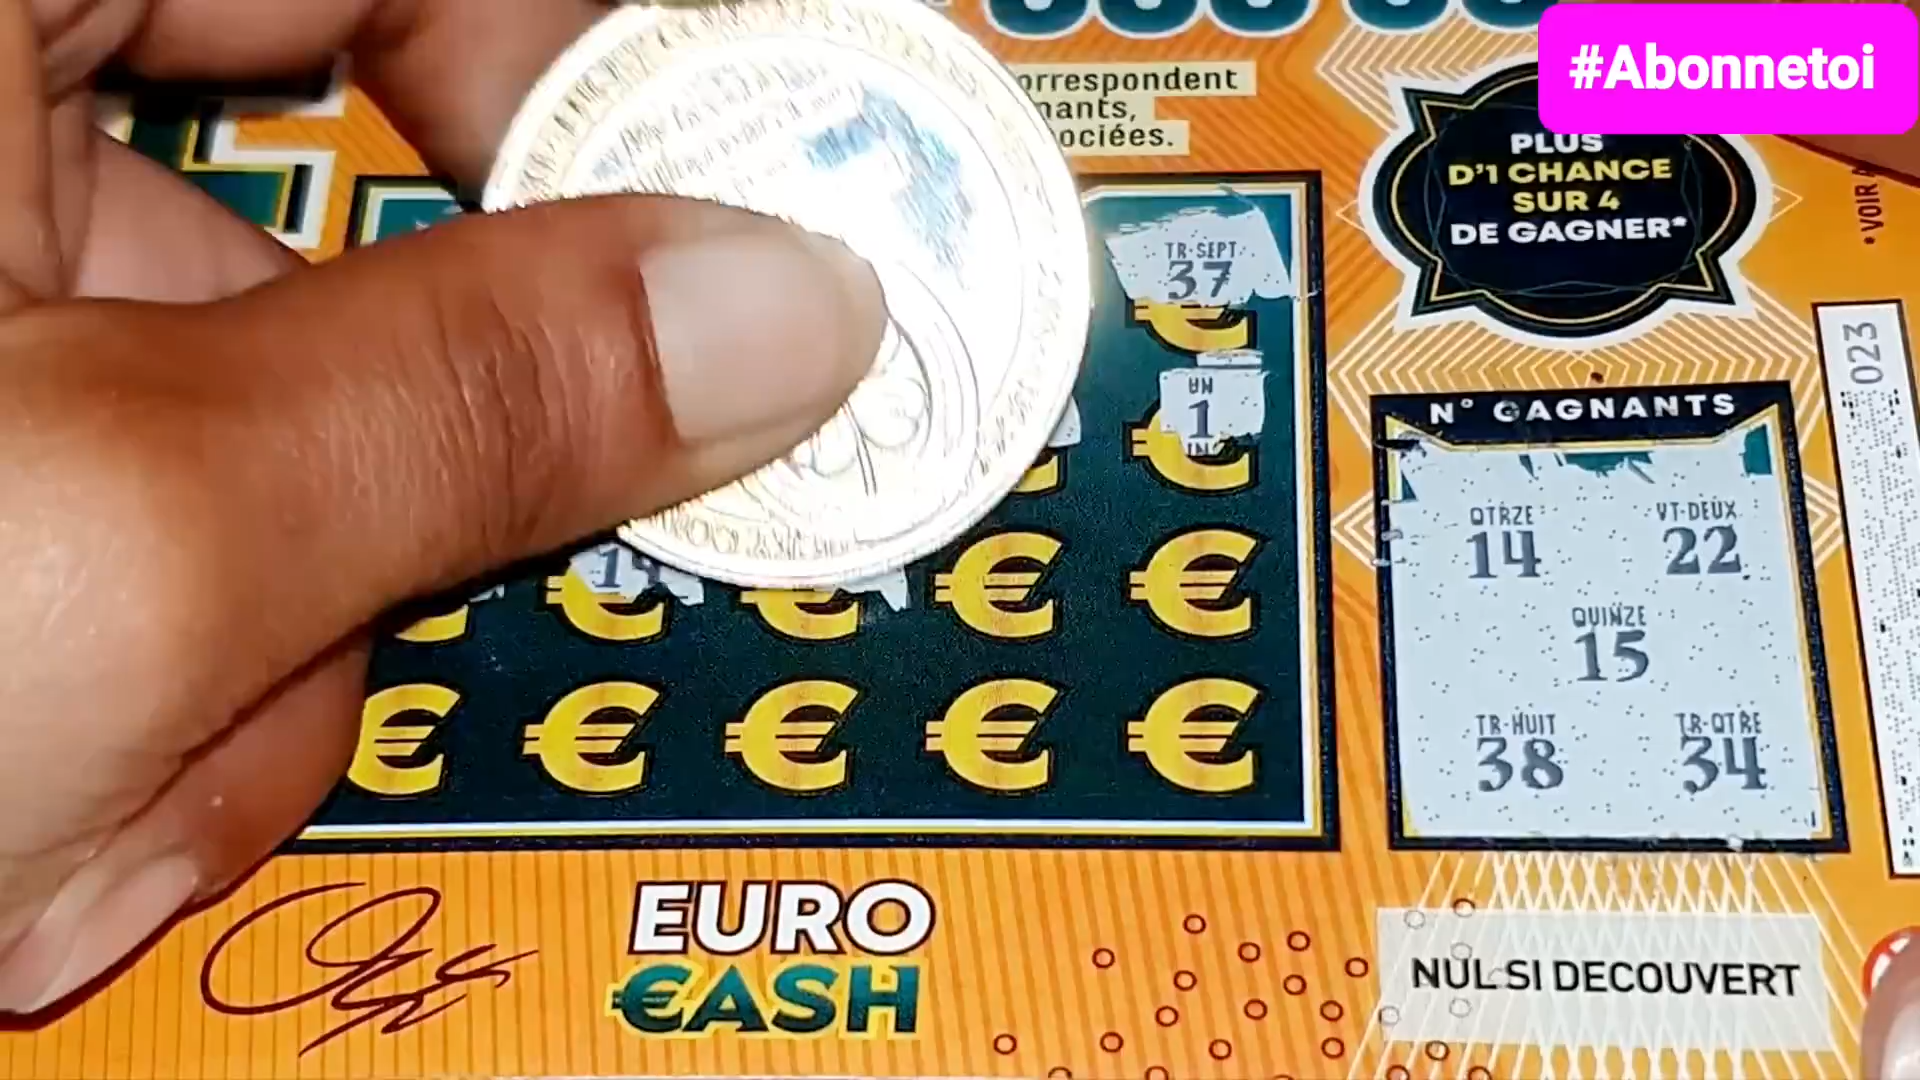 #Abonnetoi
orrespondent
nants,
ociées.
PLUS
D'1 CHANCE
SUR 4
DE GAGNER*
• VOIR
TR·SEPT
37
UN
1
N° GAGNANTS
023
QTRZE
14
VT·DEUX
22
QUINZE
15
TR·HUIT
38
TR·QTRE
34
EURO
€ASH
NUL SI DECOUVERT